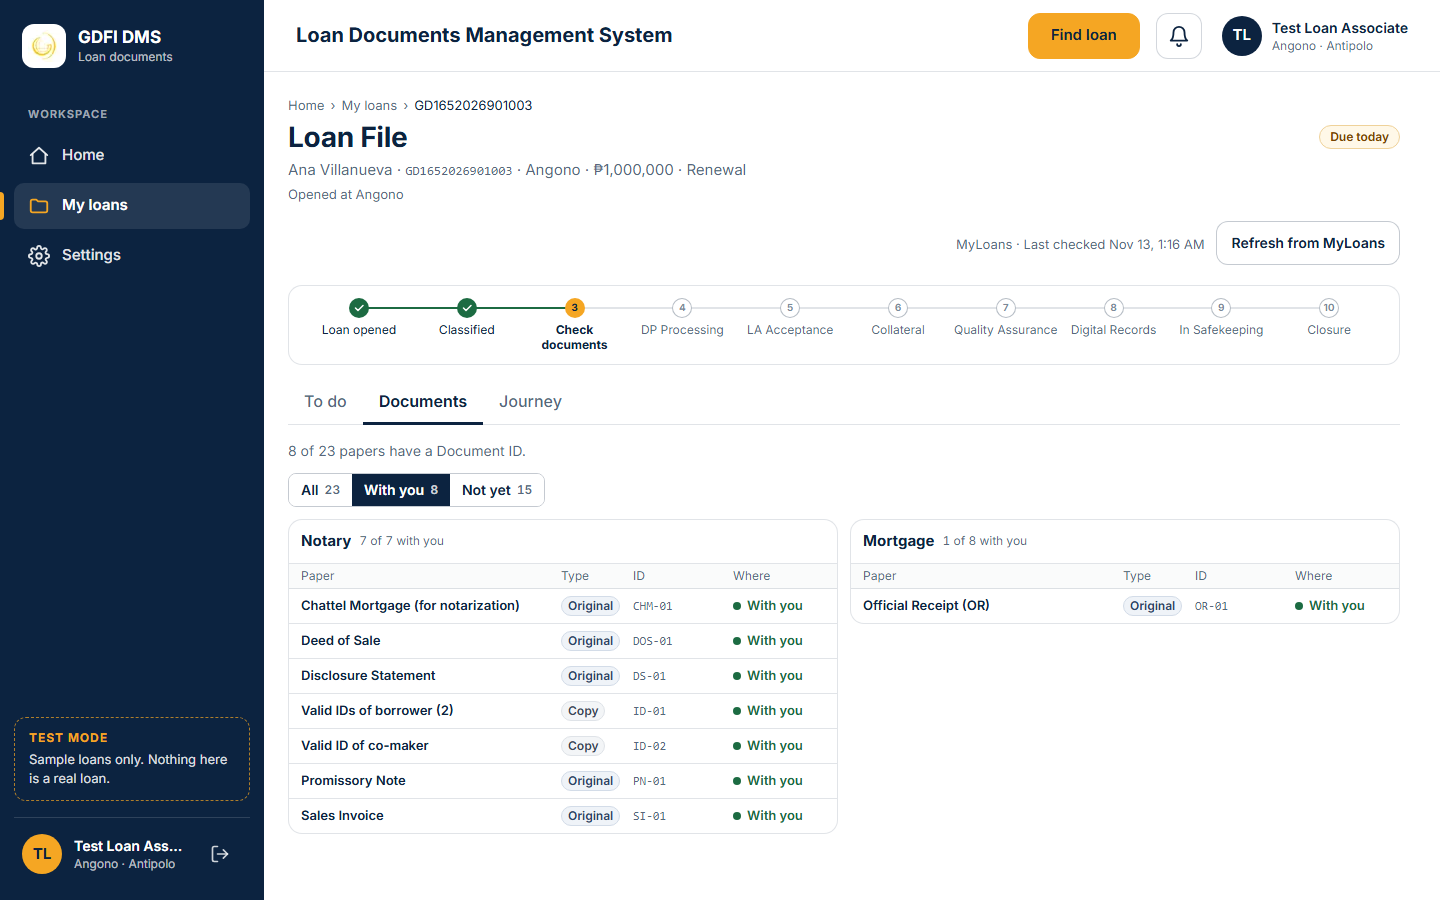 GDFI DMS
Loan documents
WORKSPACE
Home
My loans
Settings
TEST MODE
Sample loans only. Nothing here
is a real loan.
TL
Test Loan Ass...
Angono · Antipolo
Loan Documents Management System
Find loan
TL
Test Loan Associate
Angono · Antipolo
Home › My loans › GD1652026901003
Loan File
Due today
Ana Villanueva · GD1652026901003 · Angono · ₱1,000,000 · Renewal
Opened at Angono
MyLoans · Last checked Nov 13, 1:16 AM
Refresh from MyLoans
3 4 5 6 7 8 9 10
Loan opened Classified Check documents DP Processing LA Acceptance Collateral Quality Assurance Digital Records In Safekeeping Closure
To do Documents Journey
8 of 23 papers have a Document ID.
All 23 With you 8 Not yet 15
Notary 7 of 7 with you
Paper Type ID Where
Chattel Mortgage (for notarization) Original CHM-01 With you
Deed of Sale Original DOS-01 With you
Disclosure Statement Original DS-01 With you
Valid IDs of borrower (2) Copy ID-01 With you
Valid ID of co-maker Copy ID-02 With you
Promissory Note Original PN-01 With you
Sales Invoice Original SI-01 With you
Mortgage 1 of 8 with you
Paper Type ID Where
Official Receipt (OR) Original OR-01 With you